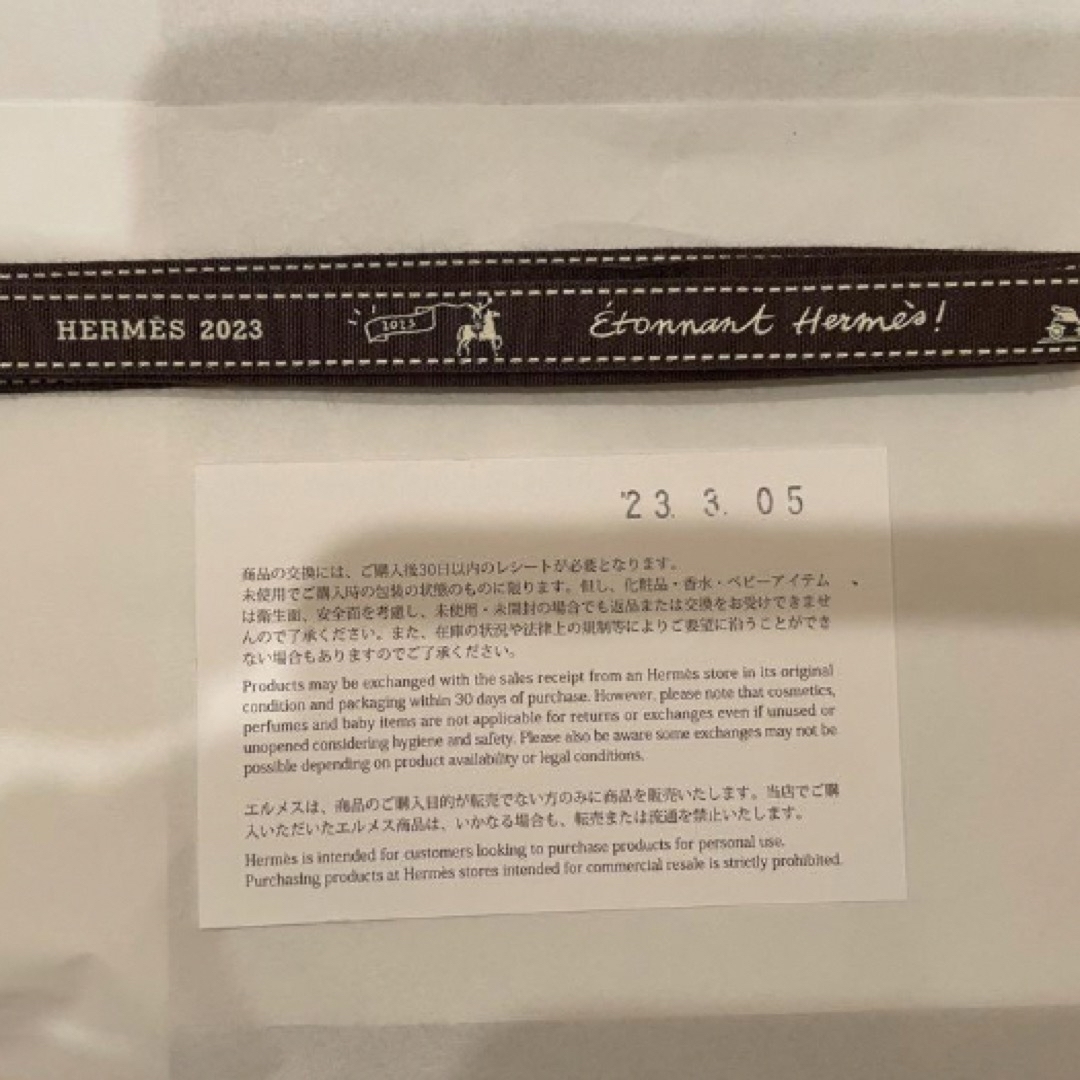 HERMÈS 2023
2023
Étonnant Hermès!
'23. 3. 05
商品の交換には、ご購入後30日以内のレシートが必要となります。
未使用でご購入時の包装の状態のものに限ります。但し、化粧品・香水・ベビーアイテム
は衛生面、安全面を考慮し、未使用・未開封の場合でも返品または交換をお受けできませ
んので了承ください。また、在庫の状況や法律上の規制等によりご要望に沿うことができ
ない場合もありますのでご了承ください。
Products may be exchanged with the sales receipt from an Hermès store in its original
condition and packaging within 30 days of purchase. However, please note that cosmetics,
perfumes and baby items are not applicable for returns or exchanges even if unused or
unopened considering hygiene and safety. Please also be aware some exchanges may not be
possible depending on product availability or legal conditions.
エルメスは、商品のご購入目的が転売でない方のみに商品を販売いたします。当店でご購
入いただいたエルメス商品は、いかなる場合も、転売または流通を禁止いたします。
Hermès is intended for customers looking to purchase products for personal use.
Purchasing products at Hermès stores intended for commercial resale is strictly prohibited.